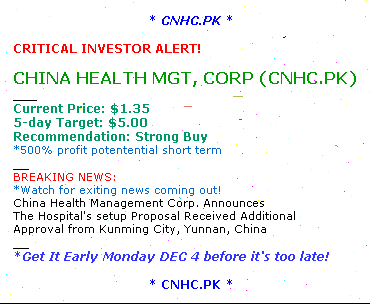 * CNHC.PK *
CRITICAL INVESTOR ALERT!
CHINA HEALTH MGT, CORP (CNHC.PK)
Current Price: $1.35
5-day Target: $5.00
Recommendation: Strong Buy
*500% profit potentential short term
BREAKING NEWS:
*Watch for exiting news coming out!
China Health Management Corp. Announces
The Hospital's setup Proposal Received Additional
Approval from Kunming City, Yunnan, China
*Get It Early Monday DEC 4 before it's too late!
* CNHC.PK *